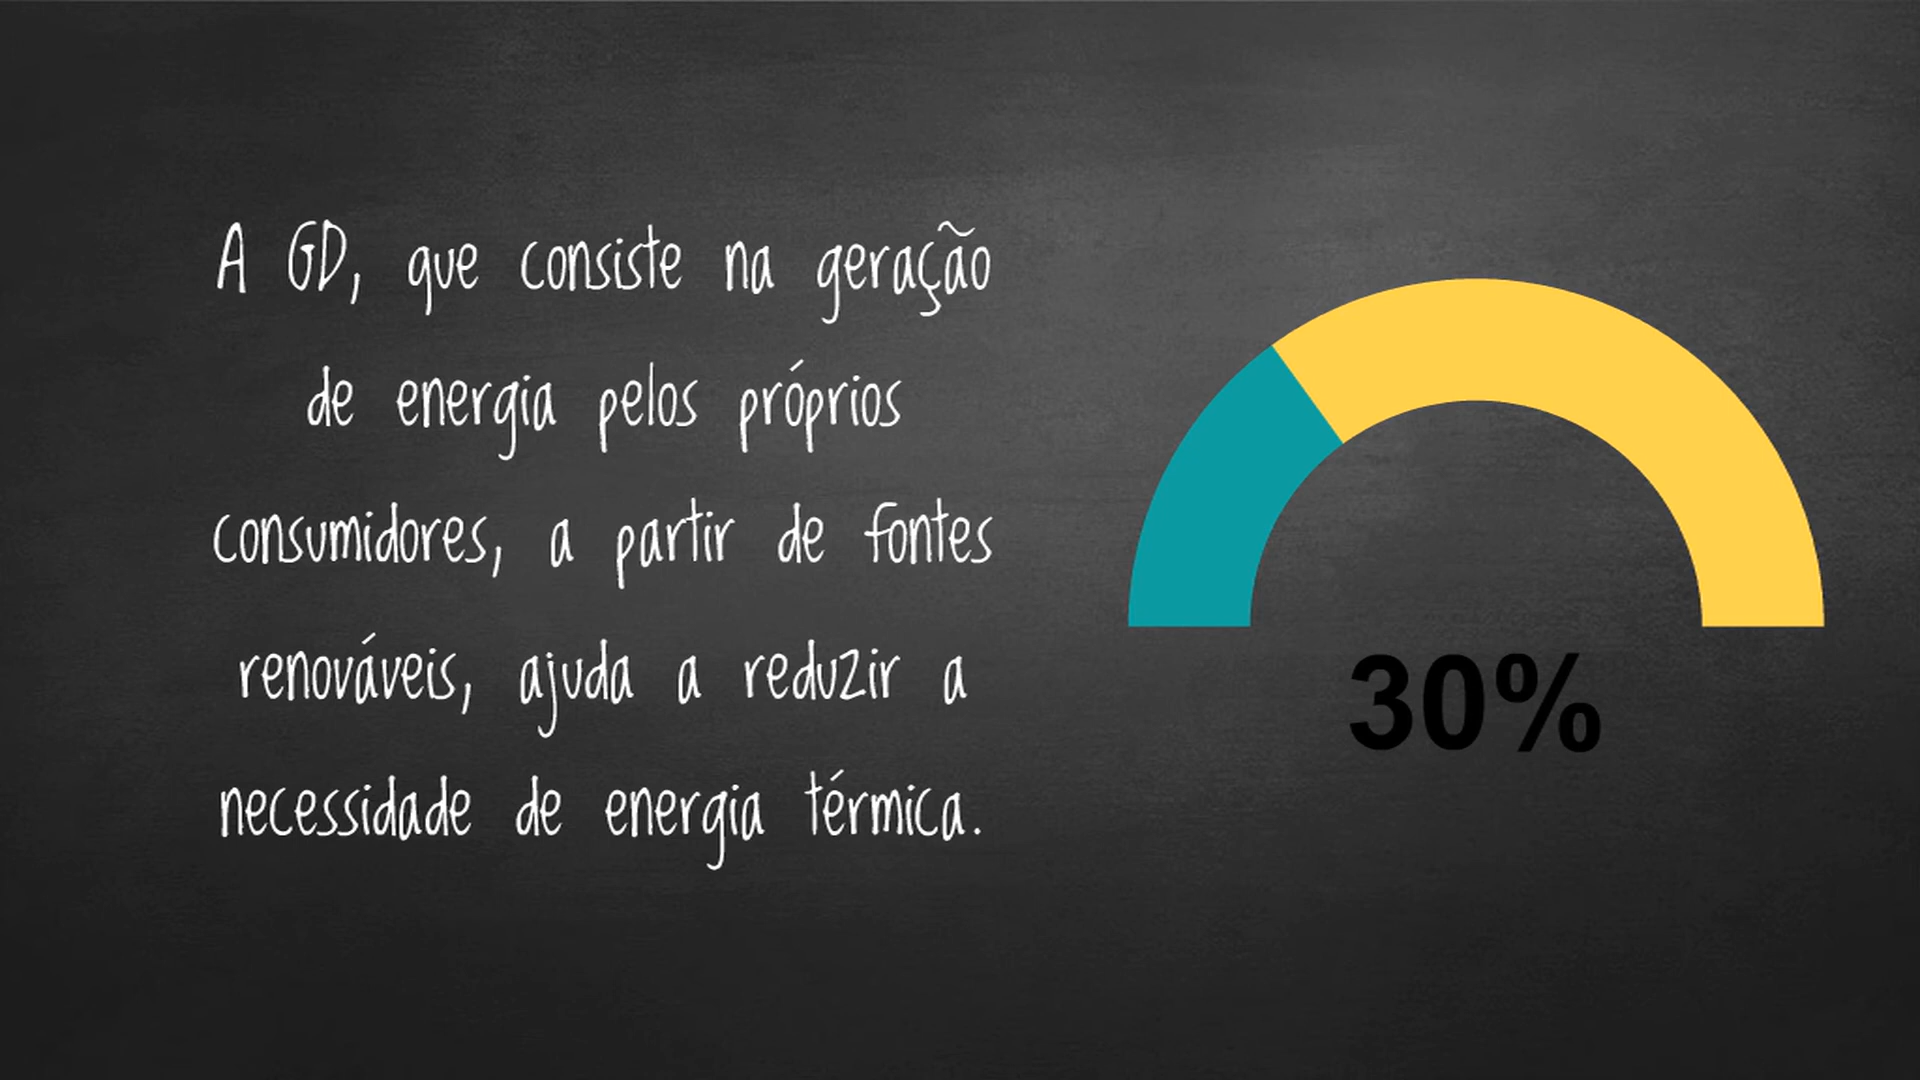 A GD, que consiste na geração
de energia pelos próprios
consumidores, a partir de fontes
renováveis, ajuda a reduzir a
necessidade de energia térmica.
30%